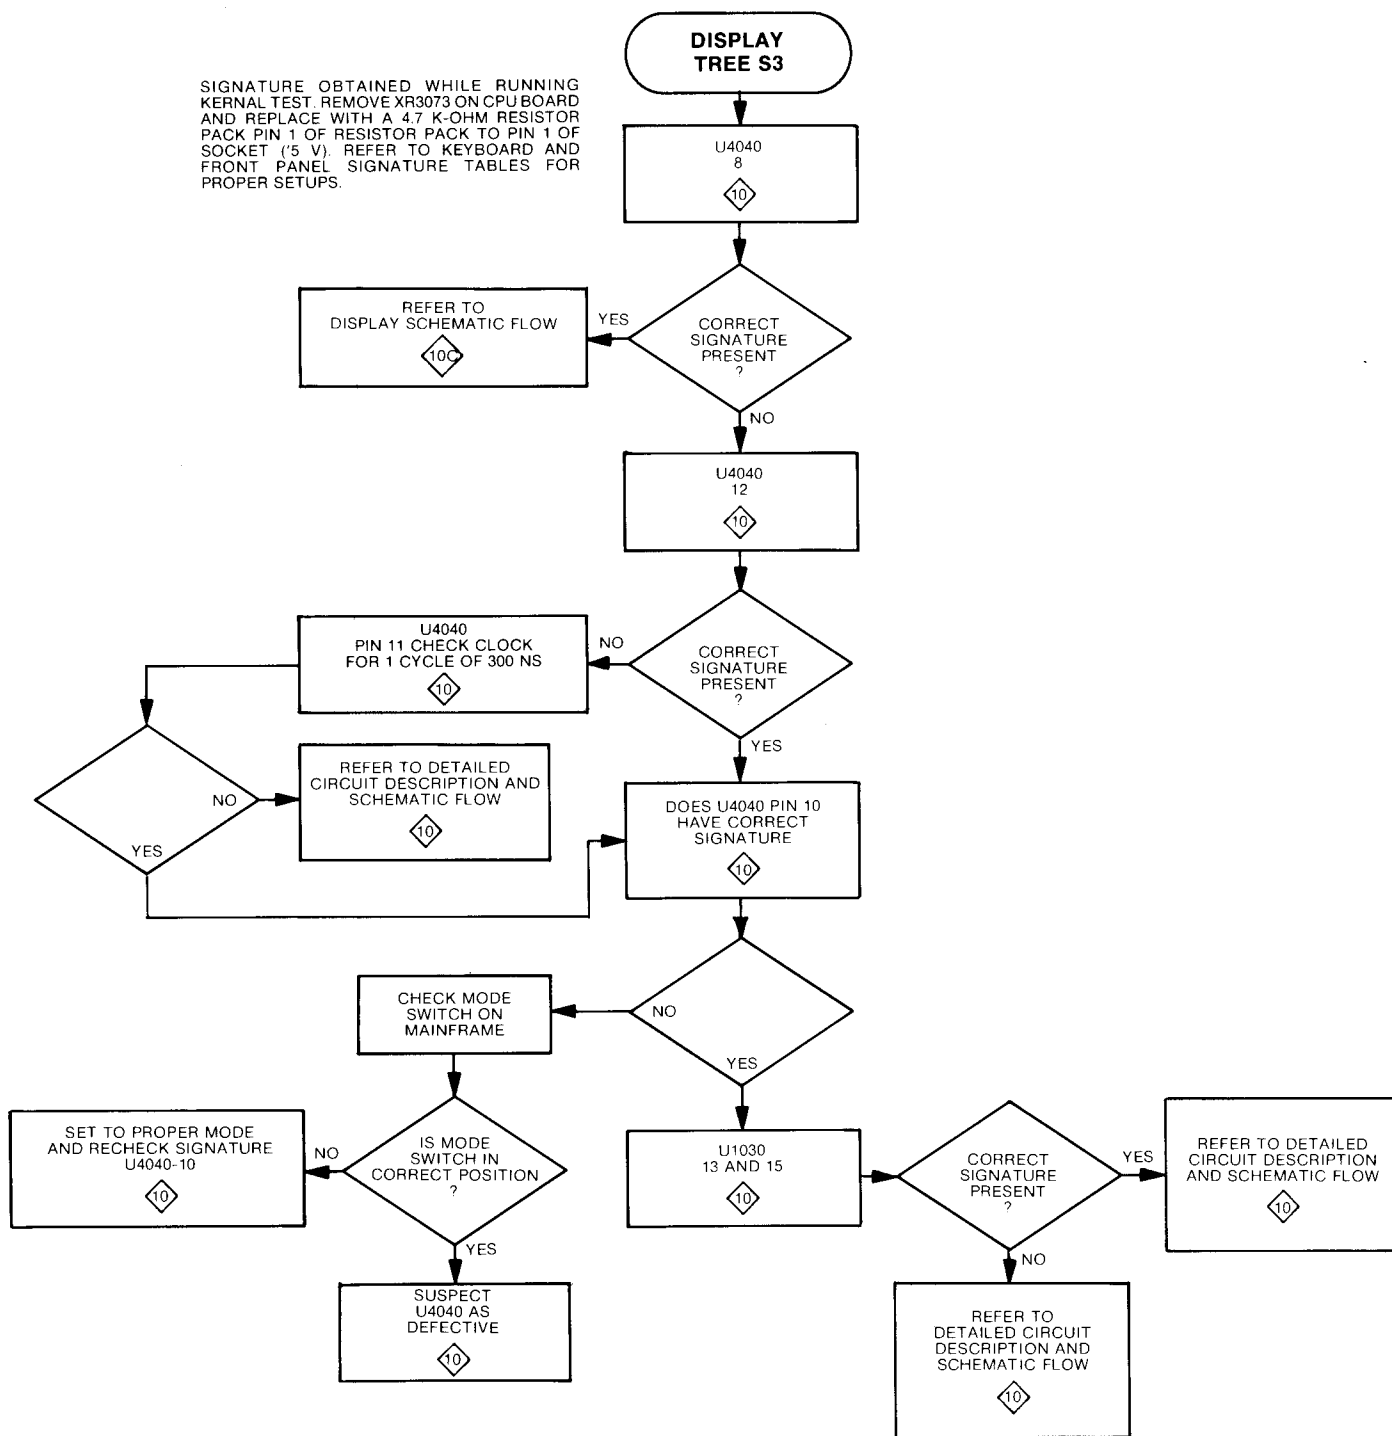 DISPLAY
TREE S3
SIGNATURE OBTAINED WHILE RUNNING
KERNAL TEST. REMOVE XR3073 ON CPU BOARD
AND REPLACE WITH A 4.7 K-OHM RESISTOR
PACK PIN 1 OF RESISTOR PACK TO PIN 1 OF
SOCKET ('5 V). REFER TO KEYBOARD AND
FRONT PANEL SIGNATURE TABLES FOR
PROPER SETUPS.
U4040
8
10
CORRECT
SIGNATURE
PRESENT
?
YES
REFER TO
DISPLAY SCHEMATIC FLOW
10C
NO
U4040
12
10
CORRECT
SIGNATURE
PRESENT
?
NO
U4040
PIN 11 CHECK CLOCK
FOR 1 CYCLE OF 300 NS
10
NO
REFER TO DETAILED
CIRCUIT DESCRIPTION AND
SCHEMATIC FLOW
10
YES
YES
DOES U4040 PIN 10
HAVE CORRECT
SIGNATURE
10
NO
YES
CHECK MODE
SWITCH ON
MAINFRAME
IS MODE
SWITCH IN
CORRECT POSITION
?
NO
SET TO PROPER MODE
AND RECHECK SIGNATURE
U4040-10
10
YES
SUSPECT
U4040 AS
DEFECTIVE
10
U1030
13 AND 15
10
CORRECT
SIGNATURE
PRESENT
?
YES
REFER TO DETAILED
CIRCUIT DESCRIPTION
AND SCHEMATIC FLOW
10
NO
REFER TO
DETAILED CIRCUIT
DESCRIPTION AND
SCHEMATIC FLOW
10